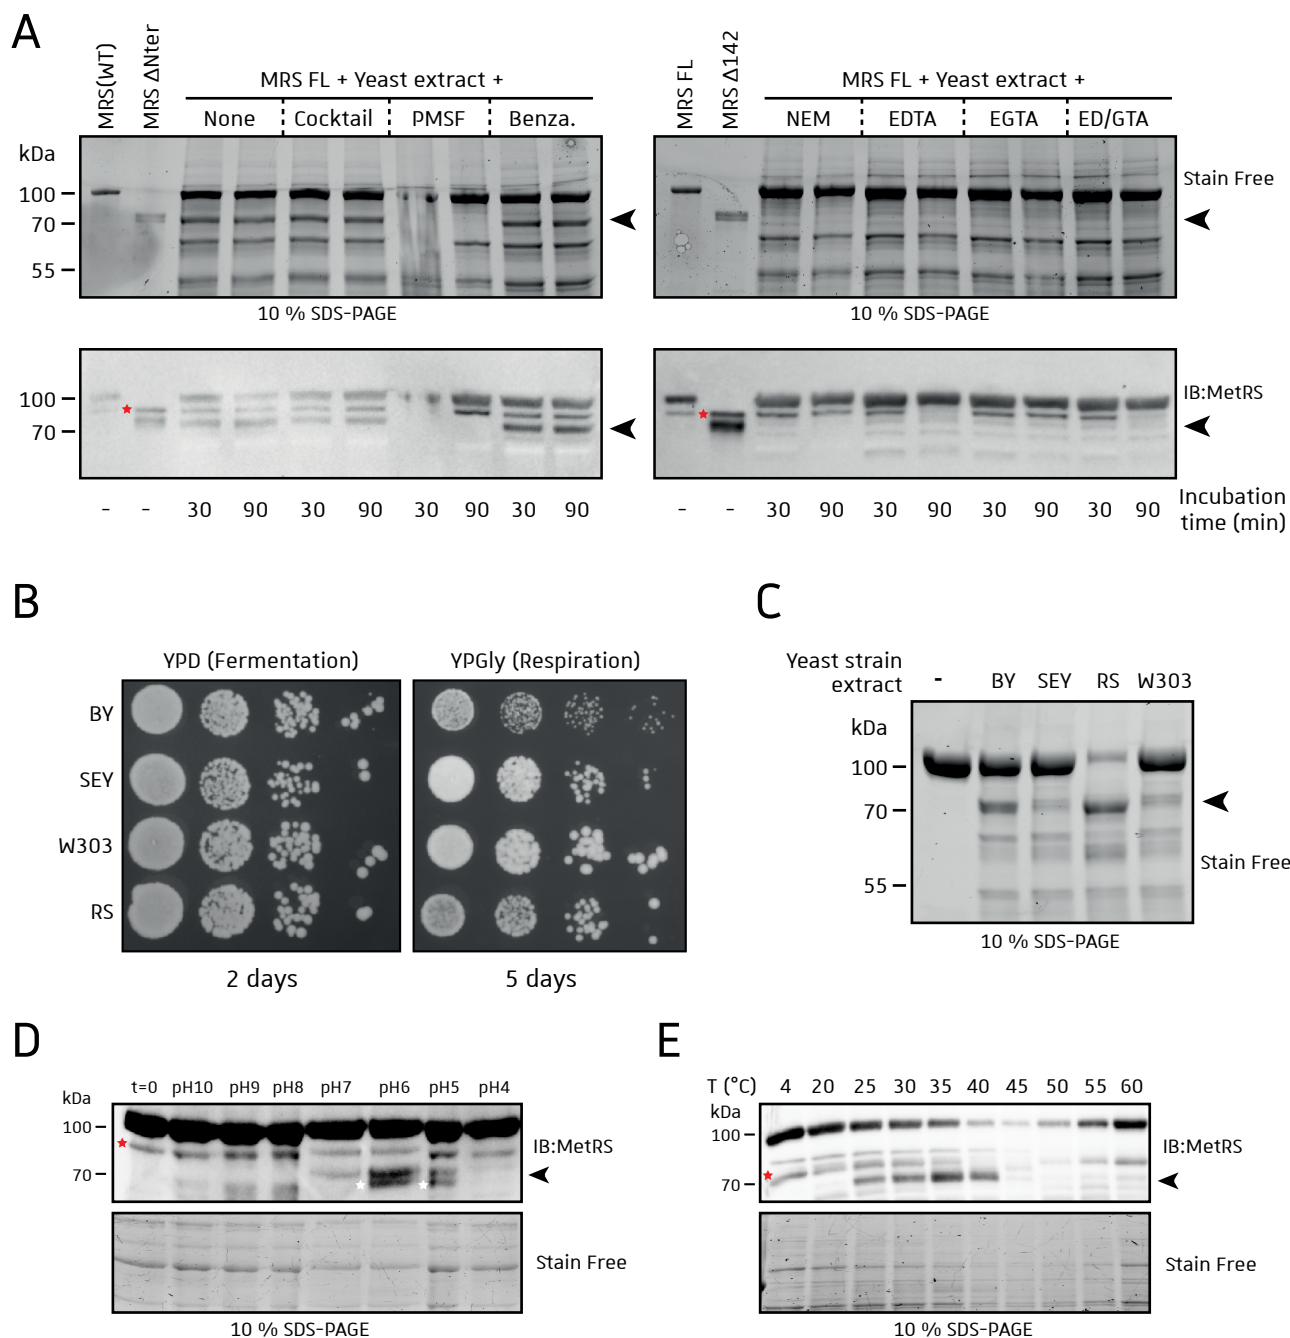 A
MRS(WT)
MRS ΔNter
MRS FL + Yeast extract +
None Cocktail PMSF Benza.
kDa
100
70
55
10 % SDS-PAGE
100
70
- - 30 90 30 90 30 90 30 90
MRS FL
MRS Δ142
MRS FL + Yeast extract +
NEM EDTA EGTA ED/GTA
Stain Free
10 % SDS-PAGE
IB:MetRS
- - 30 90 30 90 30 90 30 90
Incubation
time (min)
B
YPD (Fermentation) YPGly (Respiration)
BY
SEY
W303
RS
2 days 5 days
C
Yeast strain
extract
- BY SEY RS W303
kDa
100
70
55
Stain Free
10 % SDS-PAGE
D
t=0 pH10 pH9 pH8 pH7 pH6 pH5 pH4
kDa
100
70
IB:MetRS
Stain Free
10 % SDS-PAGE
E
T (°C) 4 20 25 30 35 40 45 50 55 60
kDa
100
70
IB:MetRS
Stain Free
10 % SDS-PAGE